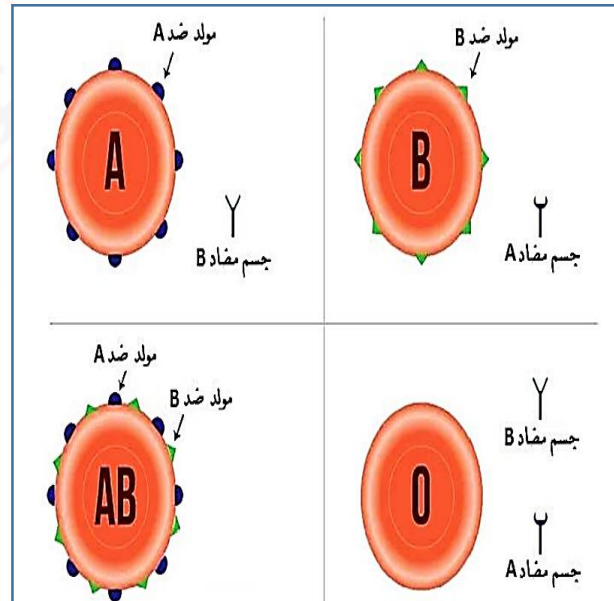 مولد ضد A
A
جسم مضاد B
مولد ضد B
B
جسم مضاد A
مولد ضد A
مولد ضد B
AB
جسم مضاد B
O
جسم مضاد A